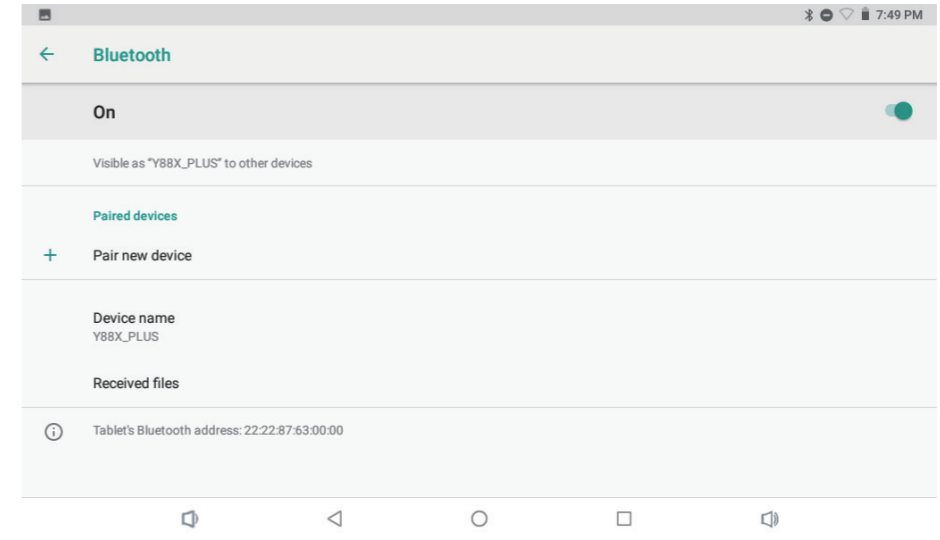 7:49 PM
Bluetooth
On
Visible as "Y88X_PLUS" to other devices
Paired devices
Pair new device
Device name
Y88X_PLUS
Received files
Tablet's Bluetooth address: 22:22:87:63:00:00